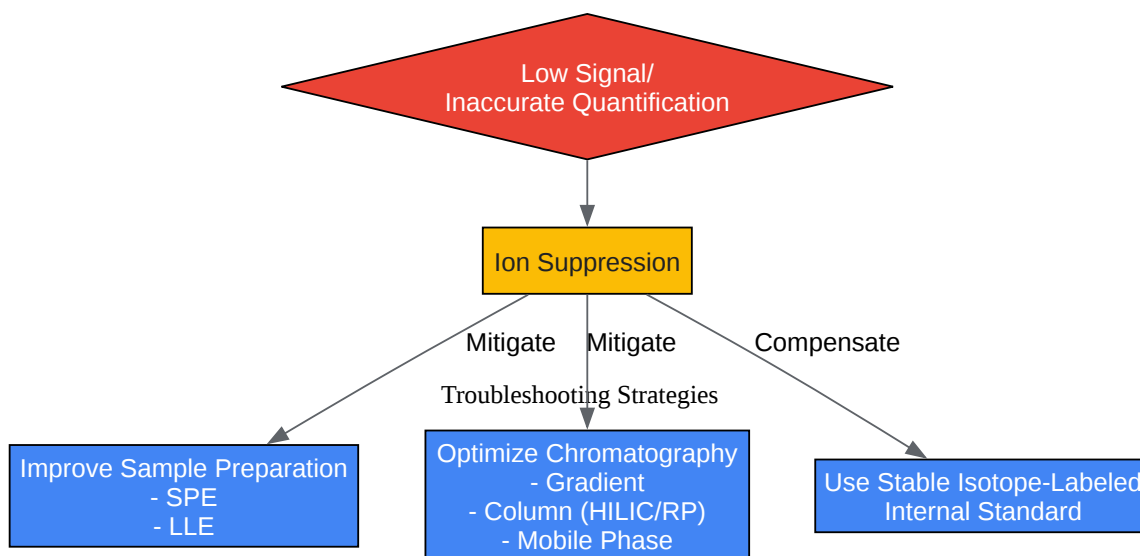 Low Signal/
Inaccurate Quantification
Ion Suppression
Mitigate
Mitigate
Compensate
Troubleshooting Strategies
Improve Sample Preparation
- SPE
- LLE
Optimize Chromatography
- Gradient
- Column (HILIC/RP)
- Mobile Phase
Use Stable Isotope-Labeled
Internal Standard